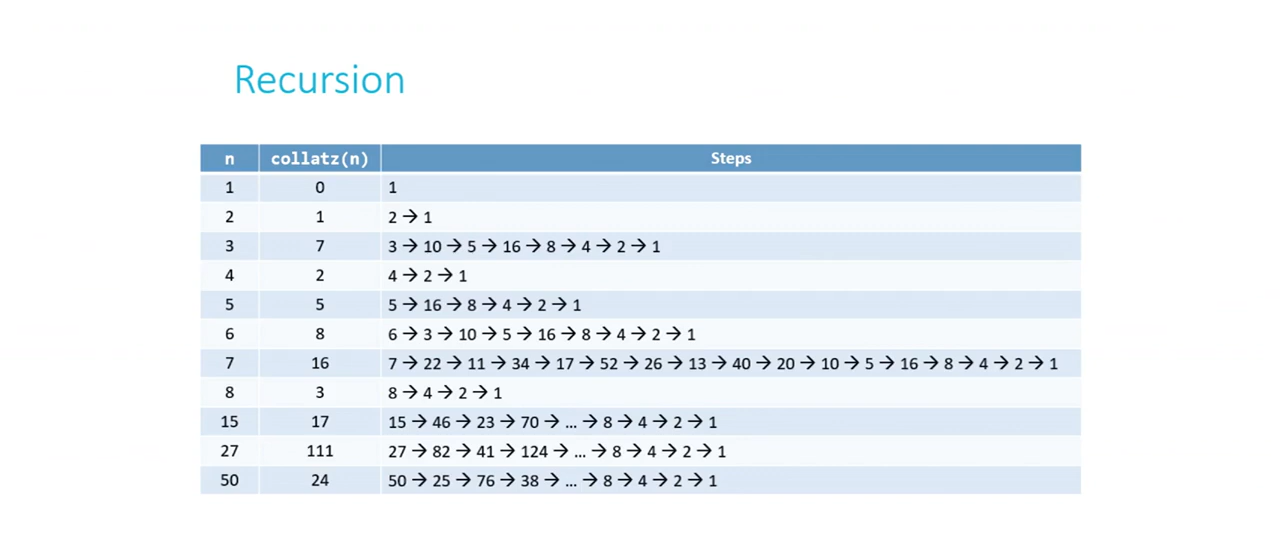 Recursion
n collatz(n) Steps
1 0 1
2 1 2 → 1
3 7 3 → 10 → 5 → 16 → 8 → 4 → 2 → 1
4 2 4 → 2 → 1
5 5 5 → 16 → 8 → 4 → 2 → 1
6 8 6 → 3 → 10 → 5 → 16 → 8 → 4 → 2 → 1
7 16 7 → 22 → 11 → 34 → 17 → 52 → 26 → 13 → 40 → 20 → 10 → 5 → 16 → 8 → 4 → 2 → 1
8 3 8 → 4 → 2 → 1
15 17 15 → 46 → 23 → 70 → ... → 8 → 4 → 2 → 1
27 111 27 → 82 → 41 → 124 → ... → 8 → 4 → 2 → 1
50 24 50 → 25 → 76 → 38 → ... → 8 → 4 → 2 → 1